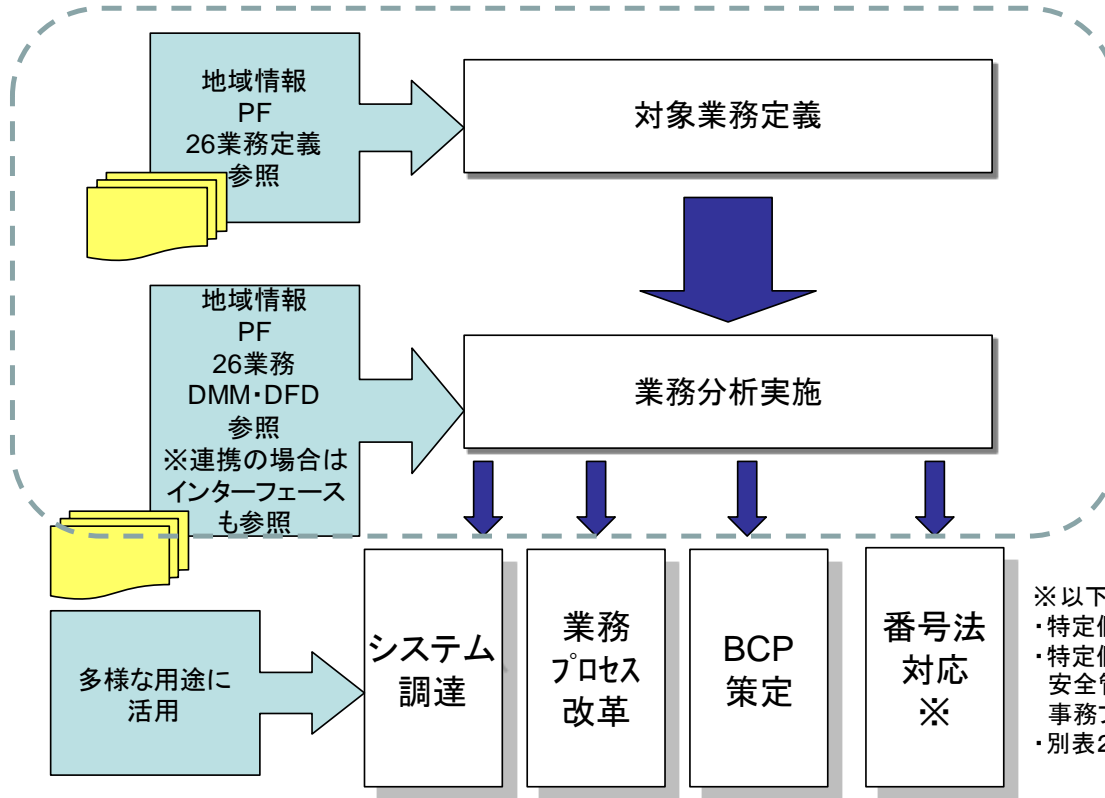 地域情報
PF
26業務定義
参照
対象業務定義
地域情報
PF
26業務
DMM・DFD
参照
※連携の場合は
インターフェース
も参照
業務分析実施
多様な用途に
活用
システム
調達
業務
プロセス
改革
BCP
策定
番号法
対応
※
※以下
・特定
・特定
安全管
事務
・別表2